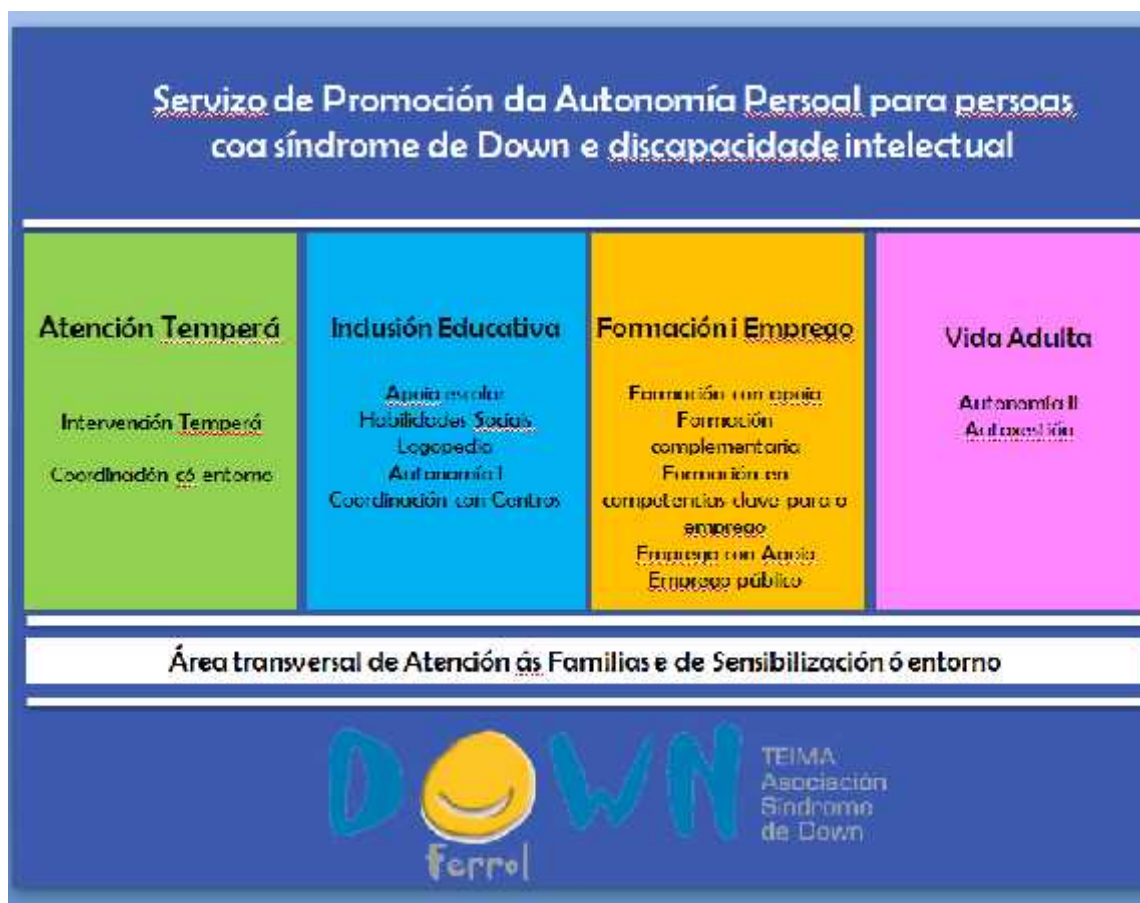 Servizo de Promoción da Autonomía Persoal para persoas
coa síndrome de Down e discapacidade intelectual
Atención Temperá
Intervención Temperá
Coordinación có entorno
Inclusión Educativa
Apoio escolar
Habilidades Sociais
Logopedia
Autonomía I
Coordinación con Centros
Formación i Emprego
Formación con apoio
Formación
complementaria
Formación en
competencias clave para o
emprego
Emprego con Apoio
Emprego público
Vida Adulta
Autonomía II
Autoxestión
Área transversal de Atención ás Familias e de Sensibilización ó entorno
DOWN
ferrol
TEIMA
Asociación
Síndrome
de Down